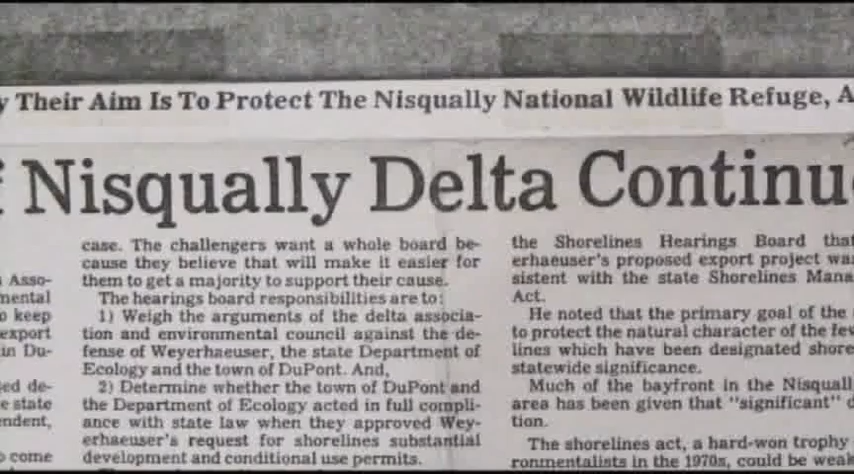 Their Aim Is To Protect The Nisqually National Wildlife Refuge, A
Nisqually Delta Continu
Asso-
mental
o keep
export
in Du-
ed de-
e state
endent,
o come
case. The challengers want a whole board be-
cause they believe that will make it easier for
them to get a majority to support their cause.
The hearings board responsibilities are to:
1) Weigh the arguments of the delta associa-
tion and environmental council against the de-
fense of Weyerhaeuser, the state Department of
Ecology and the town of DuPont. And,
2) Determine whether the town of DuPont and
the Department of Ecology acted in full compli-
ance with state law when they approved Wey-
erhaeuser's request for shorelines substantial
development and conditional use permits.
the Shorelines Hearings Board that
erhaeuser's proposed export project was
sistent with the state Shorelines Mana
Act.
He noted that the primary goal of the
to protect the natural character of the few
lines which have been designated shore
statewide significance.
Much of the bayfront in the Nisquall
area has been given that "significant" d
tion.
The shorelines act, a hard-won trophy
ronmentalists in the 1970s, could be weak